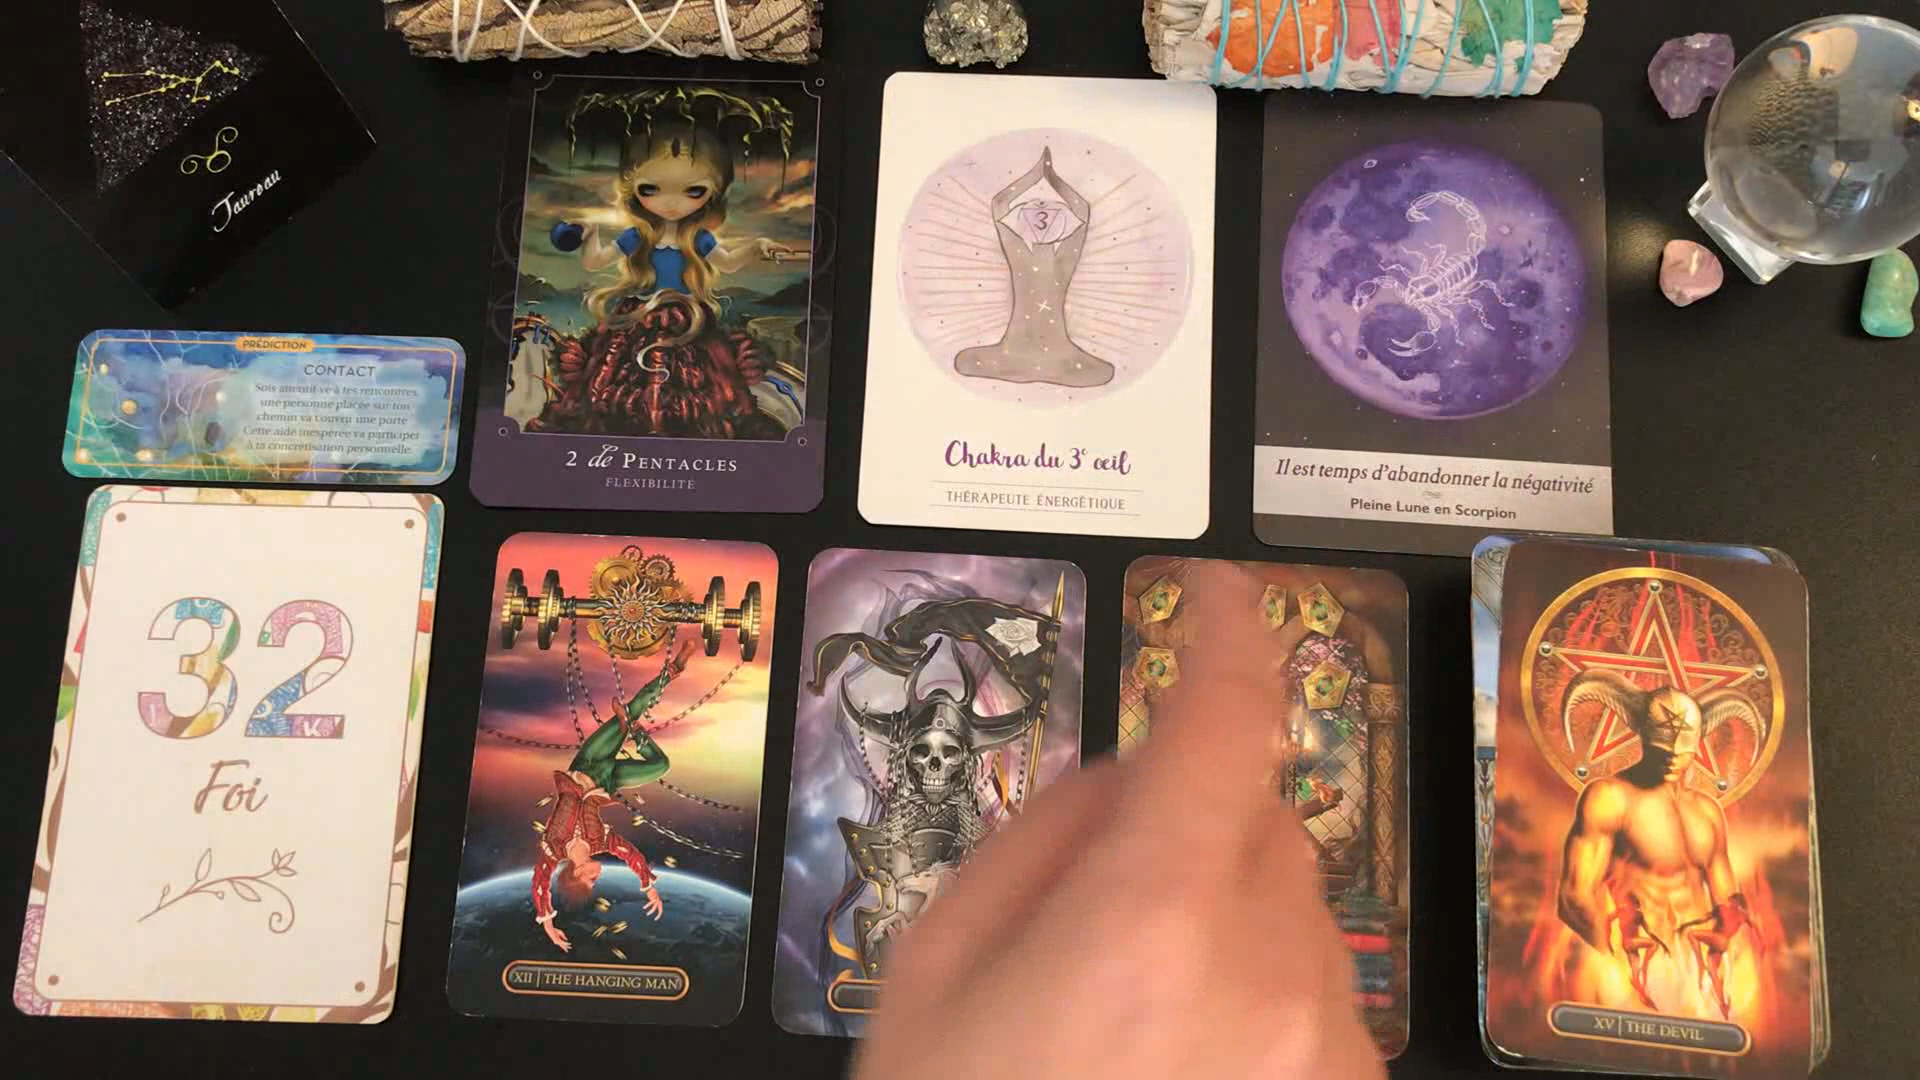 Taureau
PRÉDICTION
CONTACT
Sois attentif·ve à tes rencontres,
une personne placée sur ton
chemin va t'ouvrir une porte
Cette aide inespérée va participer
à ta concrétisation personnelle.
2 de PENTACLES
FLEXIBILITÉ
3
Chakra du 3e œil
THÉRAPEUTE ÉNERGÉTIQUE
Il est temps d'abandonner la négativité
Pleine Lune en Scorpion
32
Foi
XII | THE HANGING MAN
XV | THE DEVIL